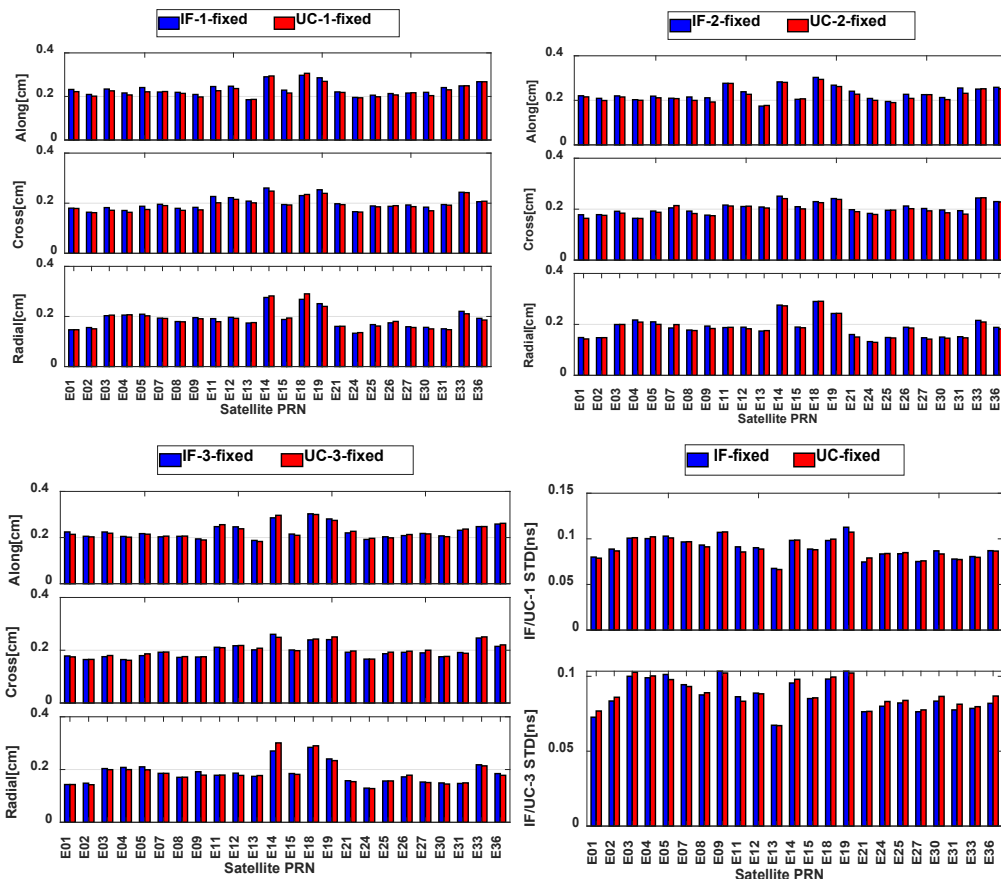 IF-1-fixed UC-1-fixed
0.4
0.2
0
Along[cm]
0.4
0.2
0
Cross[cm]
0.4
0.2
0
Radial[cm]
E01 E02 E03 E04 E05 E07 E08 E09 E11 E12 E13 E14 E15 E18 E19 E21 E24 E25 E26 E27 E30 E31 E33 E36
Satellite PRN
IF-2-fixed UC-2-fixed
0.4
0.2
0
Along[cm]
0.4
0.2
0
Cross[cm]
0.4
0.2
0
Radial[cm]
E01 E02 E03 E04 E05 E07 E08 E09 E11 E12 E13 E14 E15 E18 E19 E21 E24 E25 E26 E27 E30 E31 E33 E36
Satellite PRN
IF-3-fixed UC-3-fixed
0.4
0.2
0
Along[cm]
0.4
0.2
0
Cross[cm]
0.4
0.2
0
Radial[cm]
E01 E02 E03 E04 E05 E07 E08 E09 E11 E12 E13 E14 E15 E18 E19 E21 E24 E25 E26 E27 E30 E31 E33 E36
Satellite PRN
IF-fixed UC-fixed
0.15
0.1
0.05
0
IF/UC-1 STD[ns]
0.1
0.05
0
IF/UC-3 STD[ns]
E01 E02 E03 E04 E05 E07 E08 E09 E11 E12 E13 E14 E15 E18 E19 E21 E24 E25 E27 E30 E31 E33 E36
Satellite PRN